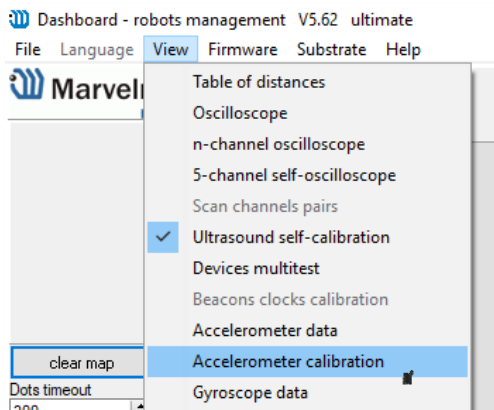 Dashboard - robots management V5.62 ultimate
File Language View Firmware Substrate Help
Table of distances
Oscilloscope
n-channel oscilloscope
5-channel self-oscilloscope
Scan channels pairs
Ultrasound self-calibration
Devices multitest
Beacons clocks calibration
Accelerometer data
clear map
Accelerometer calibration
Dots timeout
Gyroscope data